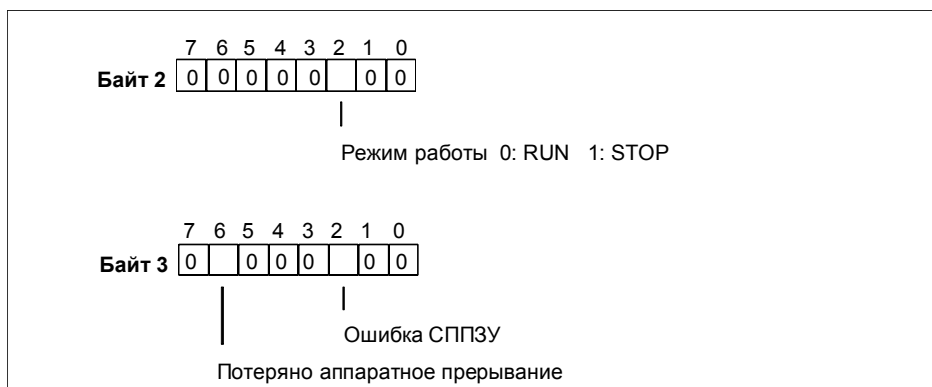 7 6 5 4 3 2 1 0
Байт 2 0 0 0 0 0 0 0
Режим работы 0: RUN 1: STOP
7 6 5 4 3 2 1 0
Байт 3 0 0 0 0 0 0
Ошибка СППЗУ
Потеряно аппаратное прерывание